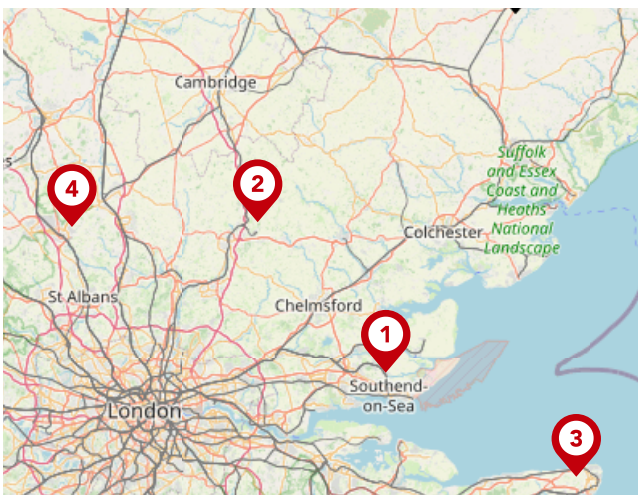 Cambridge
s
4
2
Suffolk
and Essex
Coast and
Heaths
National
Landscape
Colchester
St Albans
Chelmsford
1
Southend-
on-Sea
London
3